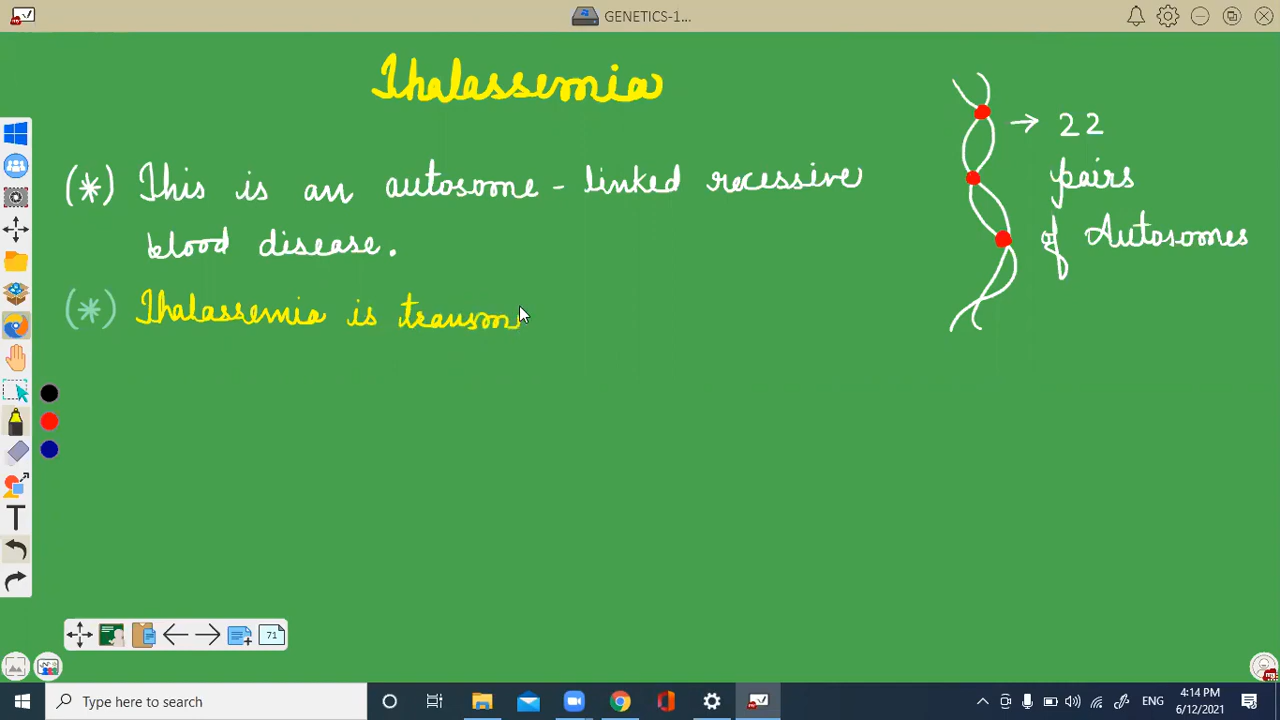 GENETICS-1...
Thalassemia
(*) This is an autosome - linked recessive
blood disease.
(*) Thalassemia is transm
→ 22
pairs
of Autosomes
T
71
Type here to search
ENG
4:14 PM
6/12/2021